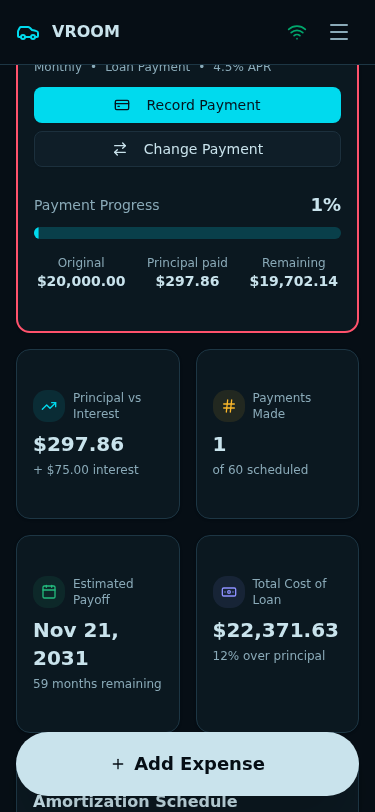 VROOM
Monthly • Loan Payment • 4.5% APR
Record Payment
Change Payment
Payment Progress
1%
Original
Principal paid
Remaining
$20,000.00
$297.86
$19,702.14
Principal vs
Interest
$297.86
+ $75.00 interest
Payments
Made
1
of 60 scheduled
Estimated
Payoff
Nov 21,
2031
59 months remaining
Total Cost of
Loan
$22,371.63
12% over principal
+ Add Expense
Amortization Schedule